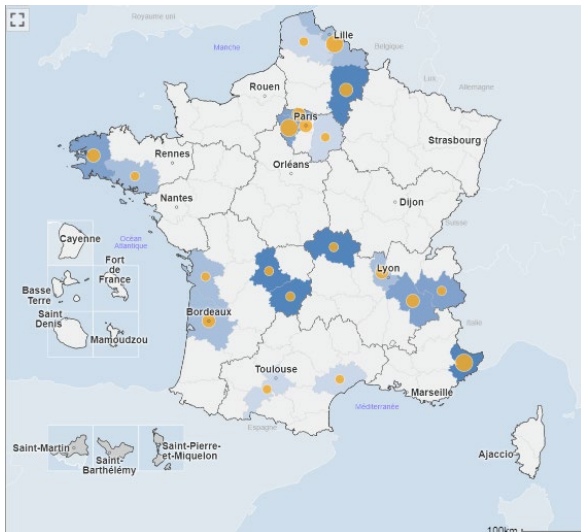 Royaume uni
Lille
Manche
Belgique
Lux.
Rouen
Allemagne
Paris
Strasbourg
Rennes
Orléans
Nantes
Dijon
Suisse
Cayenne
Océan
Atlantique
Fort
de
France
Lyon
Basse
Terre
Saint
Denis
Bordeaux
Italie
Mamoudzou
Toulouse
Marseille
Méditerranée
Espagne
Saint-Martin
Saint-
Barthélémy
Saint-Pierre-
et-Miquelon
Ajaccio
100km